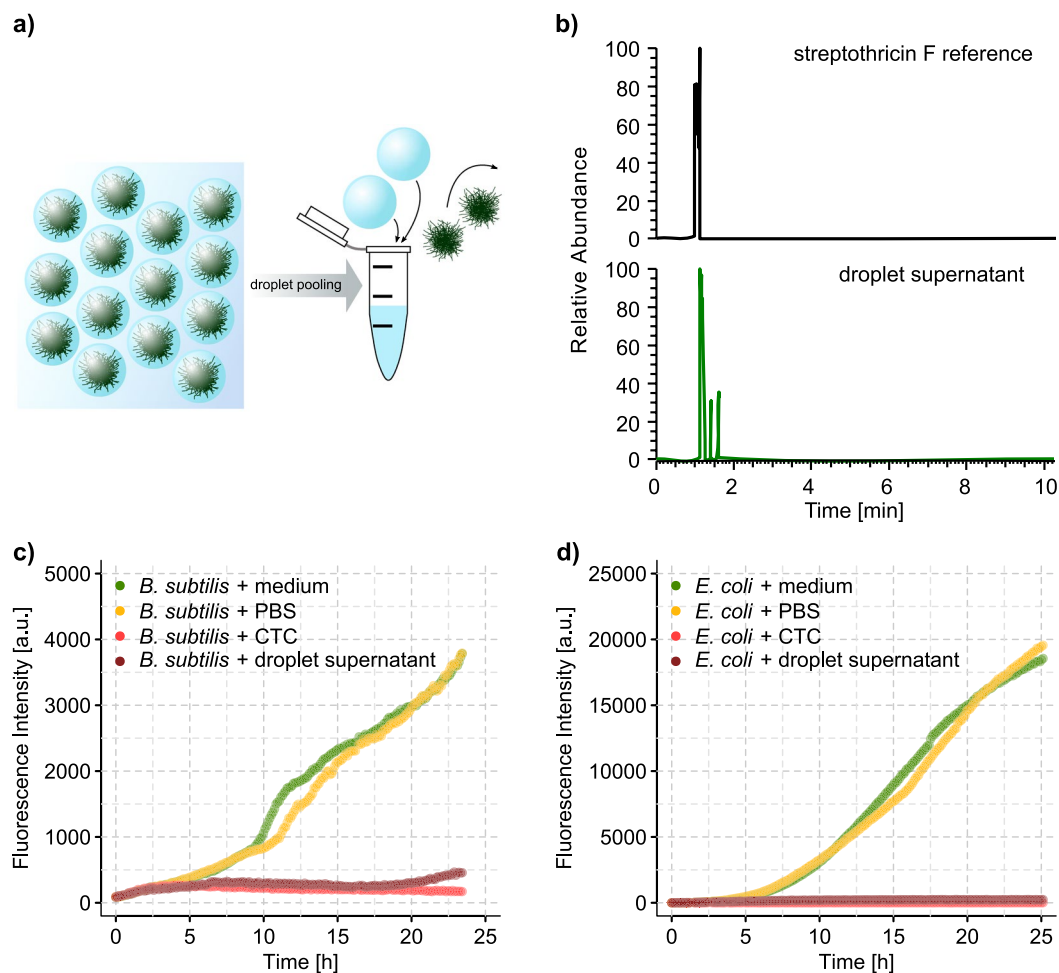 a)
droplet pooling
b)
streptothricin F reference
100
80
60
40
20
0
Relative Abundance
droplet supernatant
100
80
60
40
20
0
0 2 4 6 8 10
Time [min]
c)
B. subtilis + medium
B. subtilis + PBS
B. subtilis + CTC
B. subtilis + droplet supernatant
Fluorescence Intensity [a.u.]
5000
4000
3000
2000
1000
0
0 5 10 15 20 25
Time [h]
d)
E. coli + medium
E. coli + PBS
E. coli + CTC
E. coli + droplet supernatant
Fluorescence Intensity [a.u.]
25000
20000
15000
10000
5000
0
0 5 10 15 20 25
Time [h]